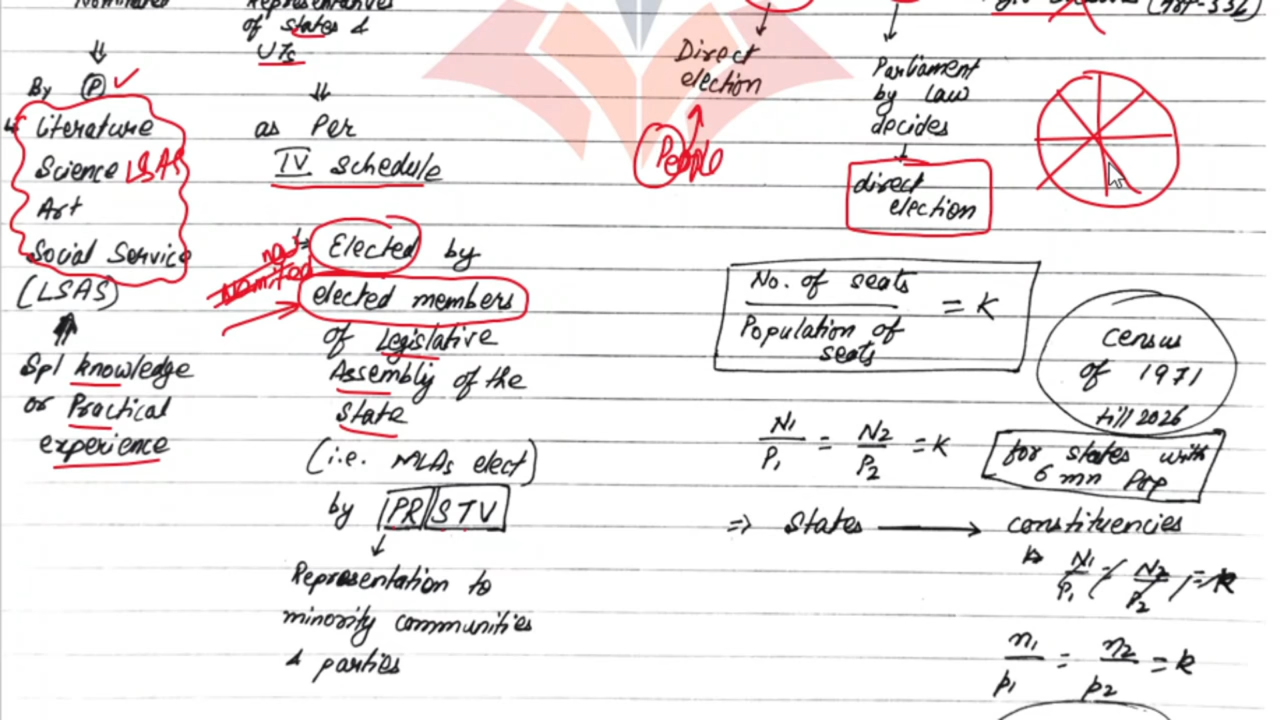 Nominated
By (P) ✓
Literature
Science LSAS
Art
Social Service
(LSAS)
Spl knowledge
or Practical
experience
Representatives
of states &
UTs
as Per
IV schedule
Elected by
elected members
of Legislative
Assembly of the
state
(i.e. MLAs elect)
by PR STV
Representation to
minority communities
& parties
not
Direct
election
People
Parliament
by law
decides
direct
election
No. of seats
Population of
seats
= K
N1/P1 = N2/P2 = K
Census
of 1971
till 2026
for states with
6 mn Pop
⇒ States → constituencies
N1/P1 = N2/P2 = K
n1/p1 = n2/p2 = k